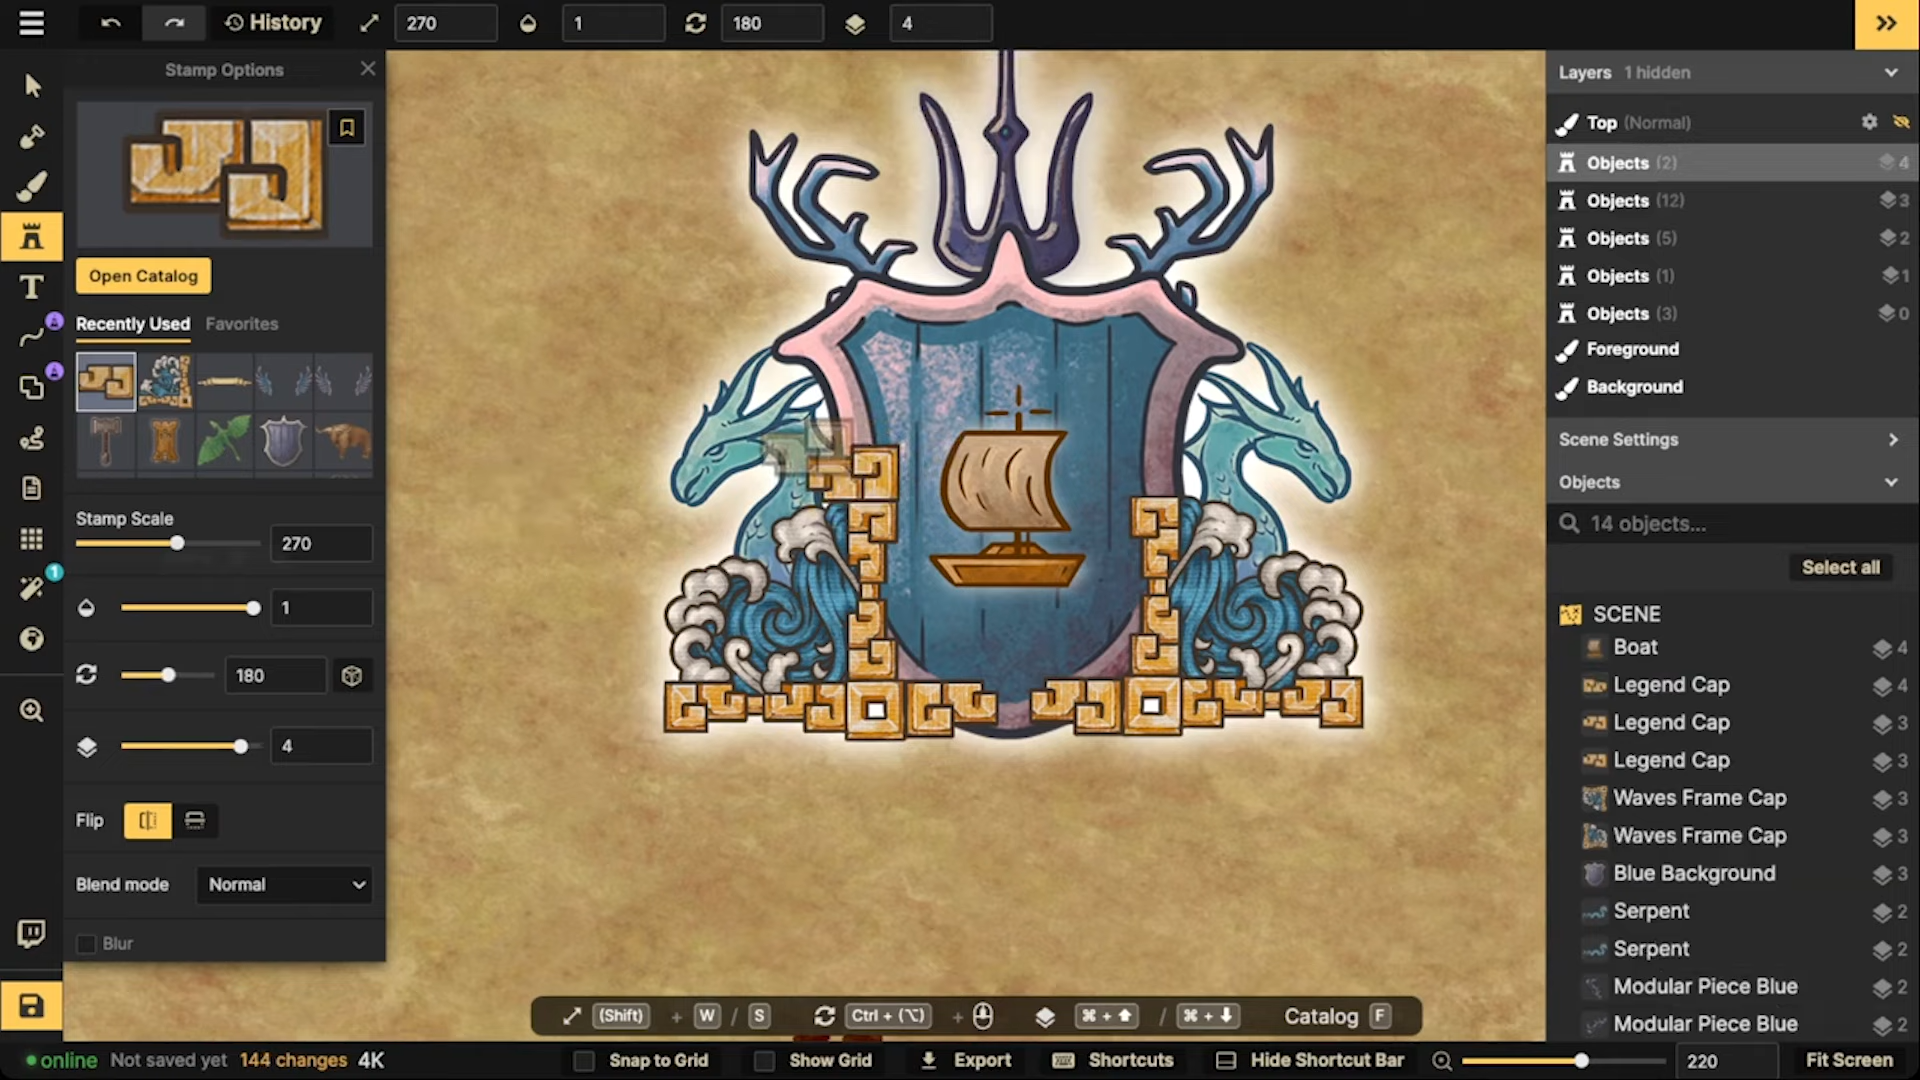 History
270
1
180
4
Stamp Options
Open Catalog
Recently Used
Favorites
Stamp Scale
270
1
180
4
Flip
Blend mode
Normal
Blur
Layers 1 hidden
Top (Normal)
Objects (2) 4
Objects (12) 3
Objects (5) 2
Objects (1) 1
Objects (3) 0
Foreground
Background
Scene Settings
Objects
14 objects...
Select all
SCENE
Boat 4
Legend Cap 4
Legend Cap 3
Legend Cap 3
Waves Frame Cap 3
Waves Frame Cap 3
Blue Background 3
Serpent 2
Serpent 2
Modular Piece Blue 2
Modular Piece Blue 2
(Shift) + W / S Ctrl + (⌥) + ⌘ + ⬆ / ⌘ + ⬇ Catalog F
1
online Not saved yet 144 changes 4K Snap to Grid Show Grid Export Shortcuts Hide Shortcut Bar 220 Fit Screen